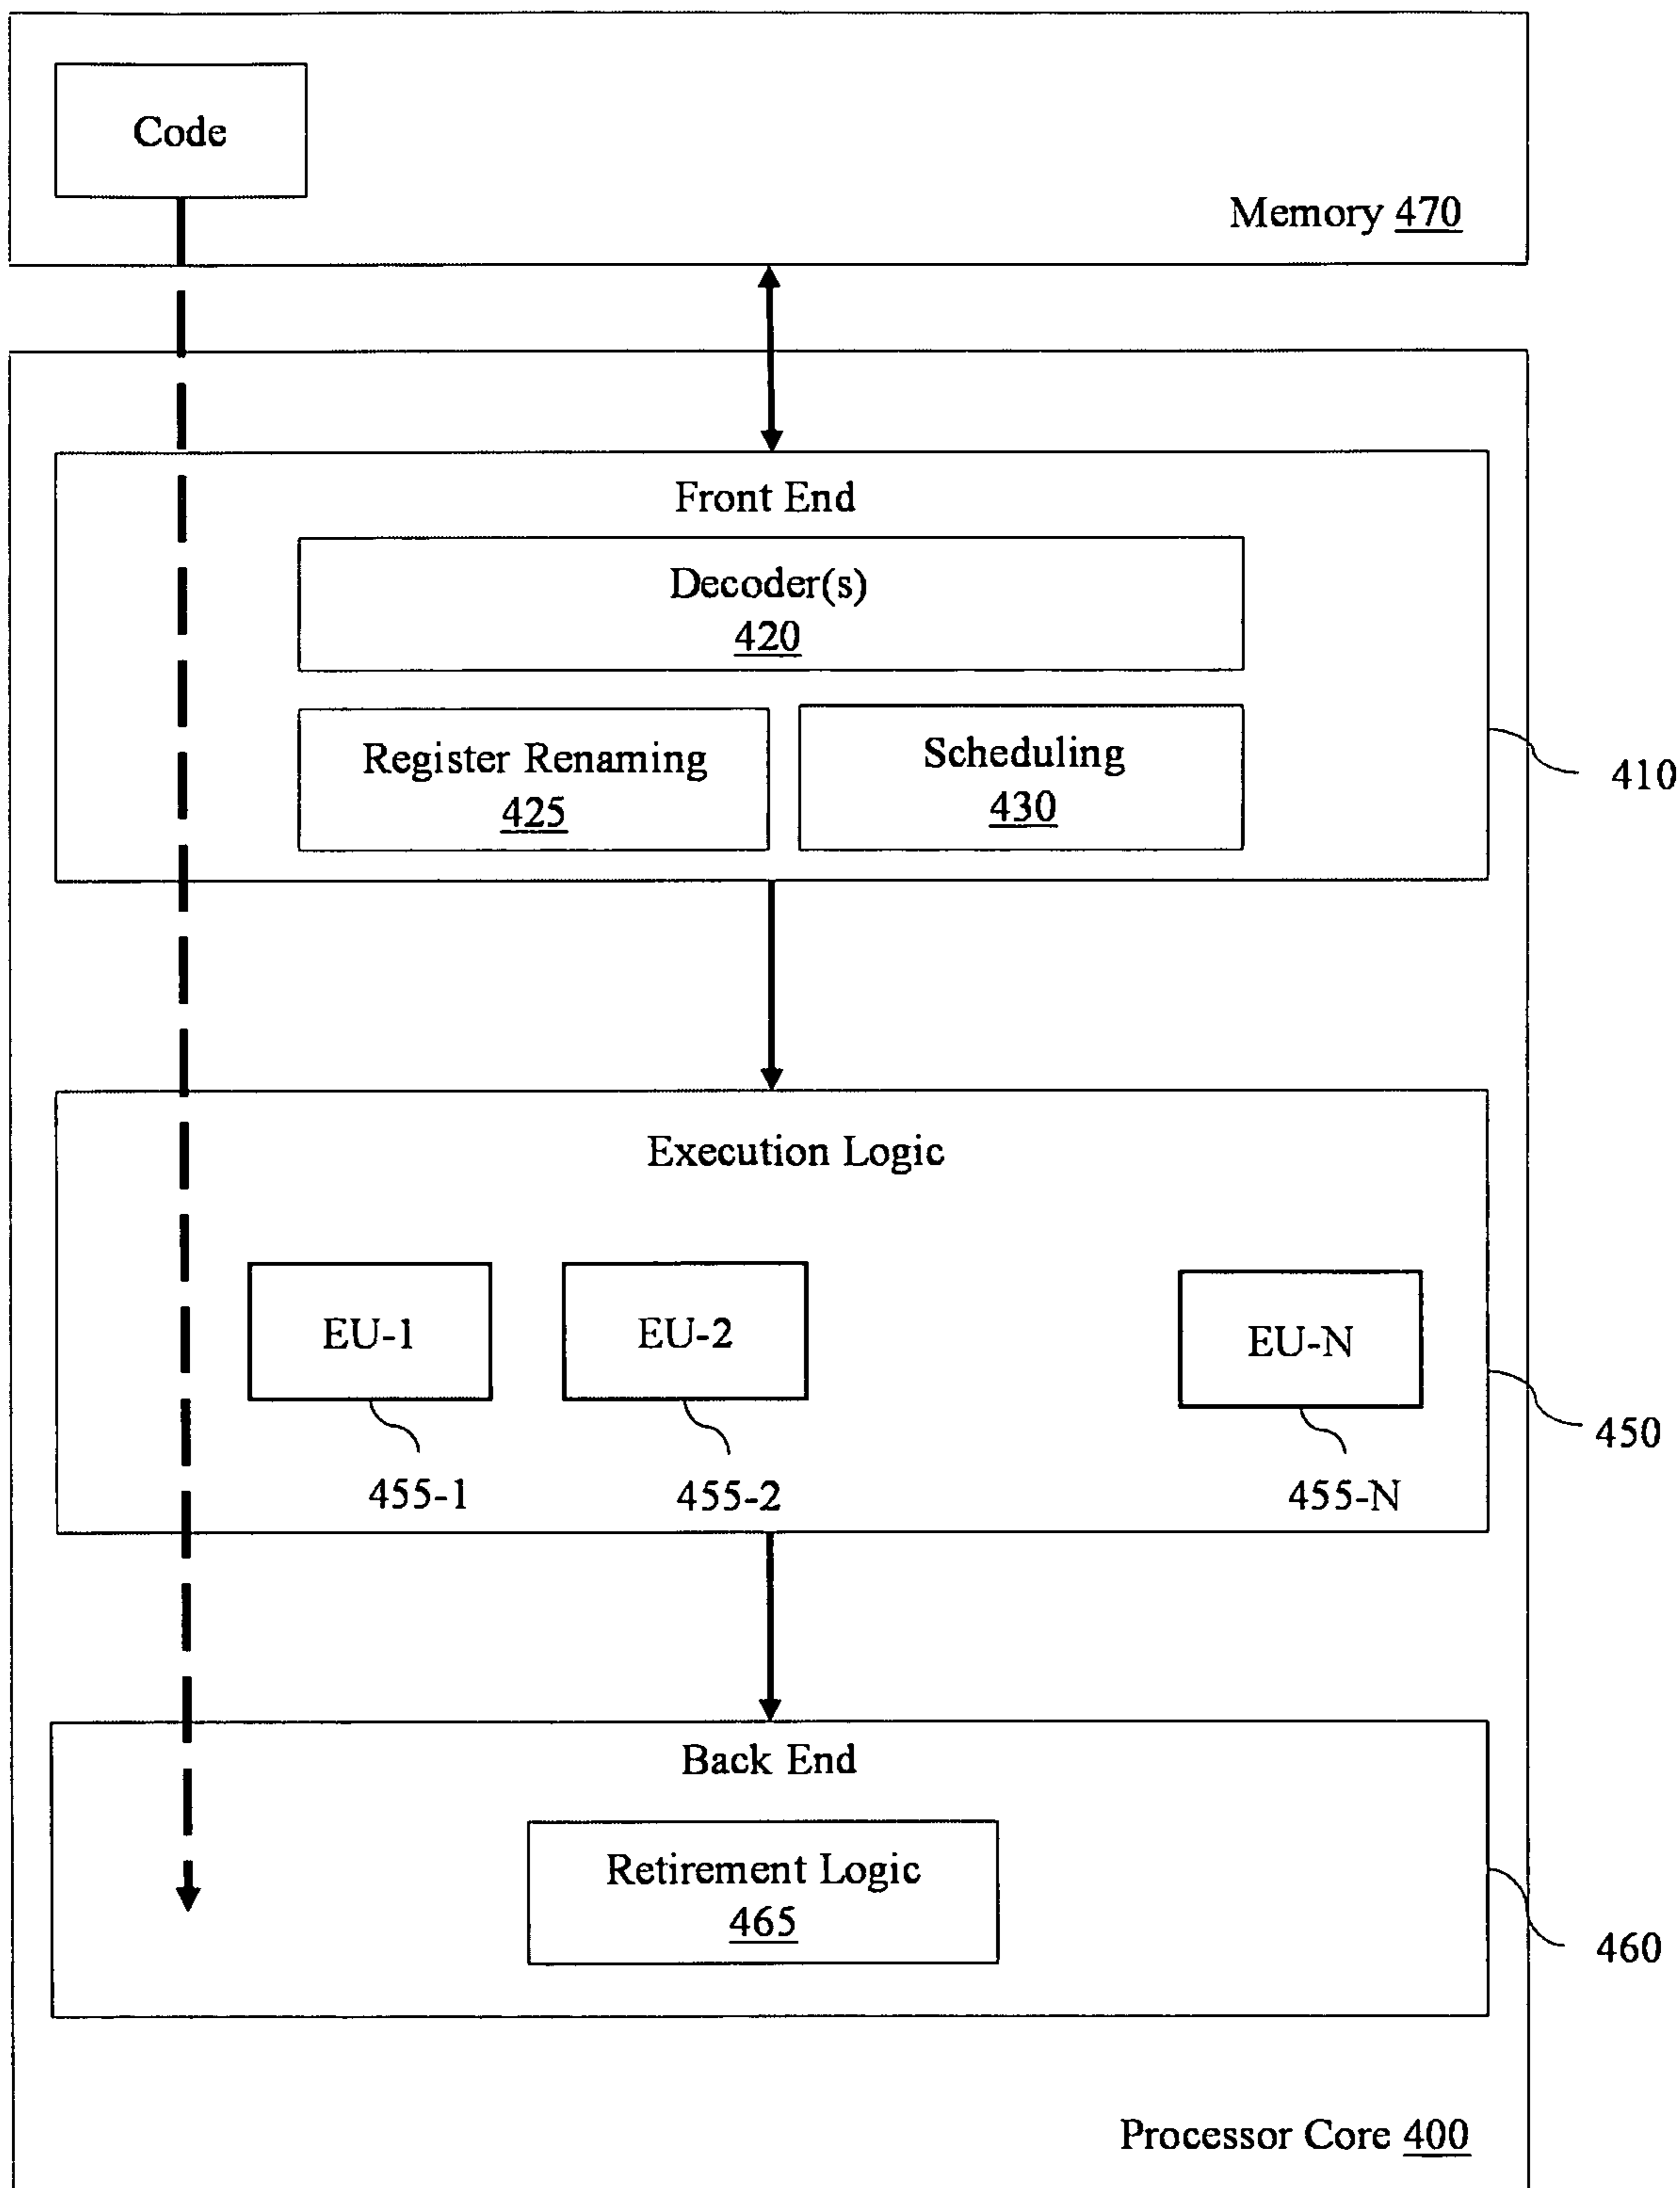 Code
Memory 470
Front End
Decoder(s)
420
Register Renaming
425
Scheduling
430
410
Execution Logic
EU-1
EU-2
EU-N
450
455-1
455-2
455-N
Back End
Retirement Logic
465
460
Processor Core 400